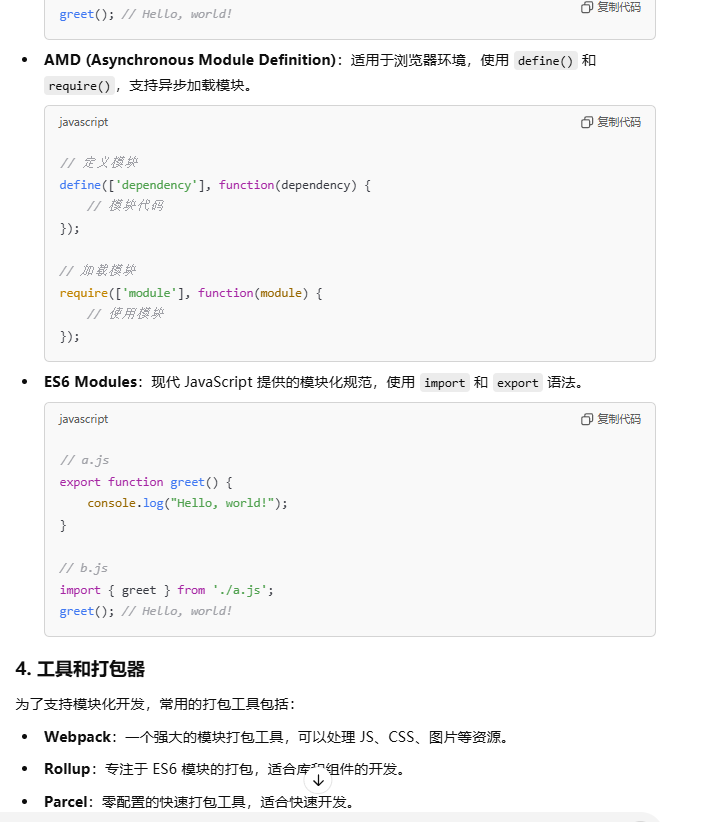 复制代码
greet(); // Hello, world!
AMD (Asynchronous Module Definition)：适用于浏览器环境，使用 define() 和
require()，支持异步加载模块。
javascript
复制代码
// 定义模块
define(['dependency'], function(dependency) {
// 模块代码
});
// 加载模块
require(['module'], function(module) {
// 使用模块
});
ES6 Modules：现代 JavaScript 提供的模块化规范，使用 import 和 export 语法。
javascript
复制代码
// a.js
export function greet() {
console.log("Hello, world!");
}
// b.js
import { greet } from './a.js';
greet(); // Hello, world!
4. 工具和打包器
为了支持模块化开发，常用的打包工具包括：
Webpack：一个强大的模块打包工具，可以处理 JS、CSS、图片等资源。
Rollup：专注于 ES6 模块的打包，适合库和组件的开发。
Parcel：零配置的快速打包工具，适合快速开发。